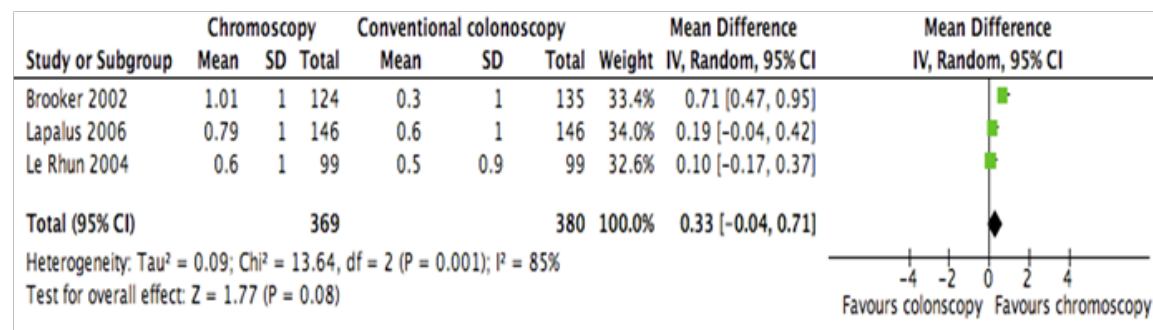 Chromoscopy Conventional colonoscopy Mean Difference Mean Difference
Study or Subgroup Mean SD Total Mean SD Total Weight IV, Random, 95% CI IV, Random, 95% CI
Brooker 2002 1.01 1 124 0.3 1 135 33.4% 0.71 [0.47, 0.95]
Lapalus 2006 0.79 1 146 0.6 1 146 34.0% 0.19 [−0.04, 0.42]
Le Rhun 2004 0.6 1 99 0.5 0.9 99 32.6% 0.10 [−0.17, 0.37]
Total (95% CI) 369 380 100.0% 0.33 [−0.04, 0.71]
Heterogeneity: Tau² = 0.09; Chi² = 13.64, df = 2 (P = 0.001); I² = 85%
Test for overall effect: Z = 1.77 (P = 0.08)
−4 −2 0 2 4
Favours colonscopy Favours chromoscopy